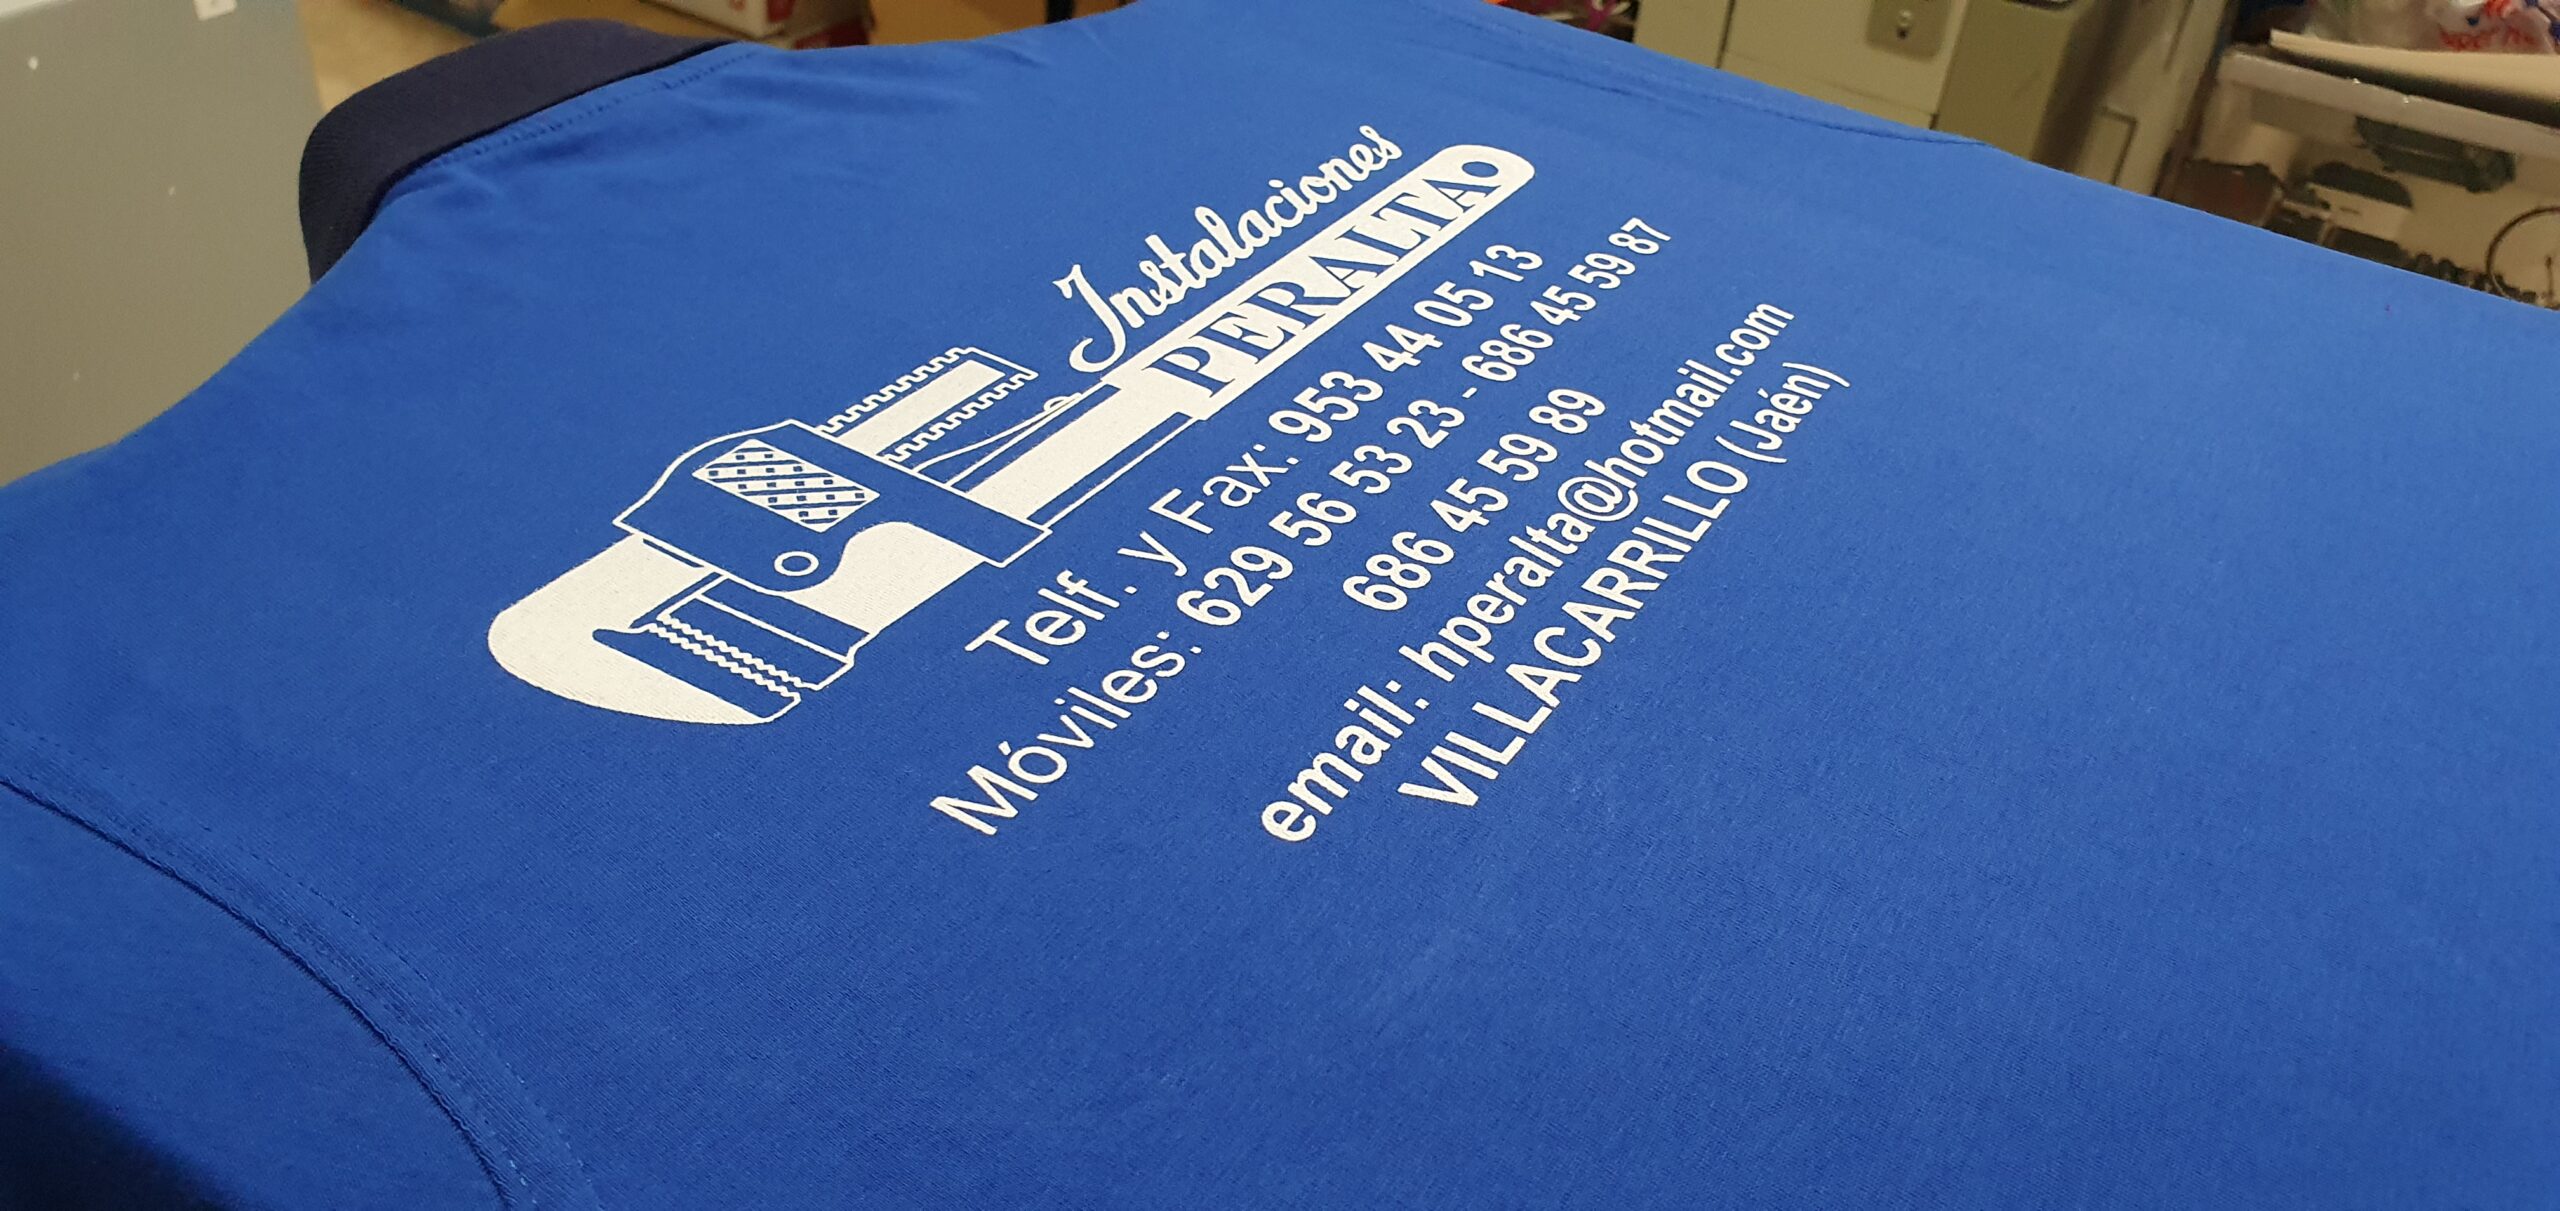 Instalaciones
PERALTA
Telf. y Fax: 953 44 05 13
Móviles: 629 56 53 23 - 686 45 59 87
686 45 59 89
email: hperalta@hotmail.com
VILLACARRILLO (Jaén)